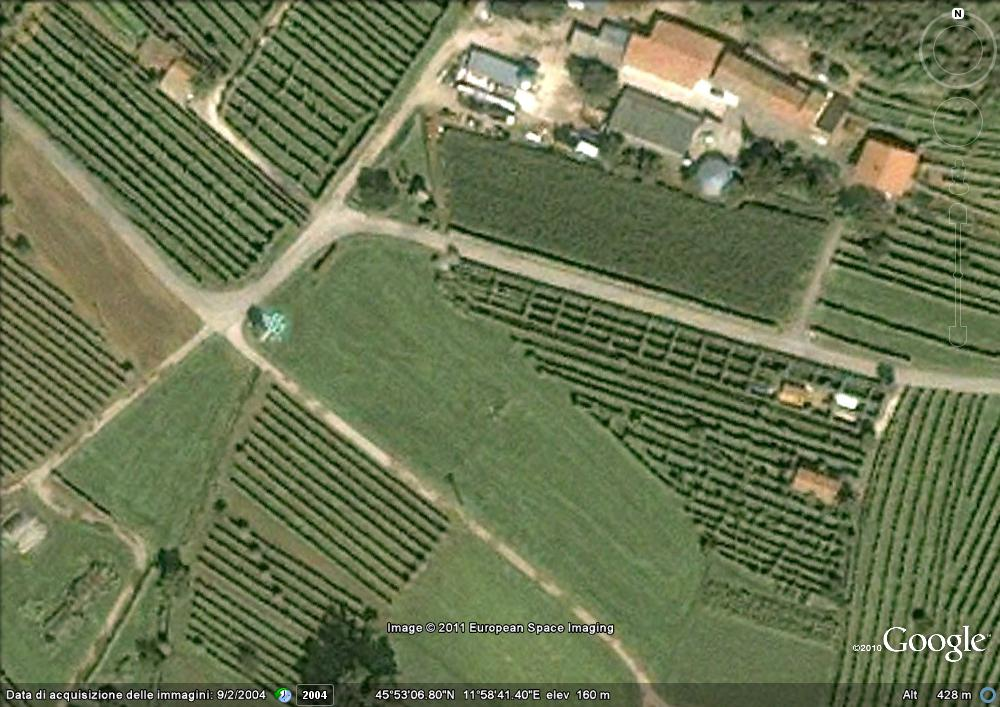 N
Image © 2011 European Space Imaging
©2010 Google™
Data di acquisizione delle immagini: 9/2/2004 2004 45°53'06.80"N 11°58'41.40"E elev 160 m Alt 428 m